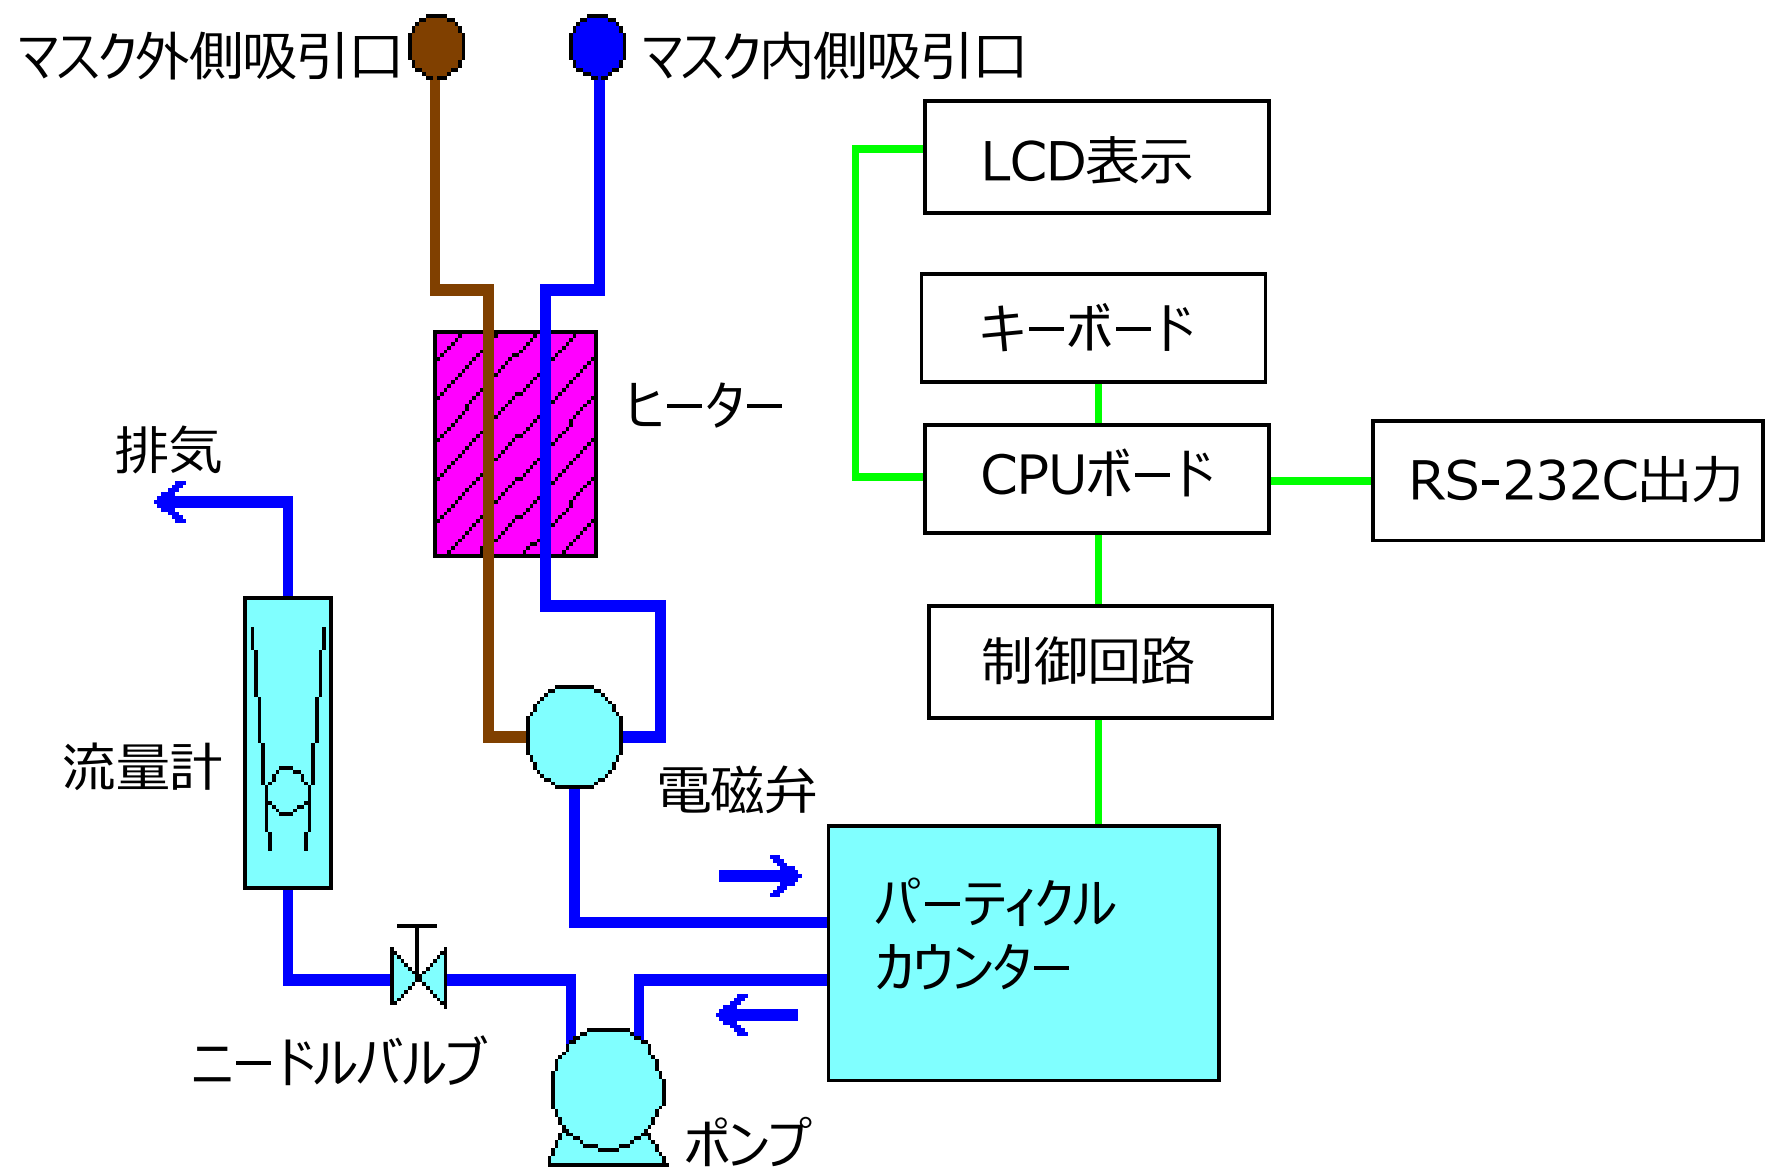 マスク外側吸引口
マスク内側吸引口
LCD表示
キーボード
ヒーター
排気
CPUボード
RS-232C出力
制御回路
流量計
電磁弁
パーティクル
カウンター
ニードルバルブ
ポンプ